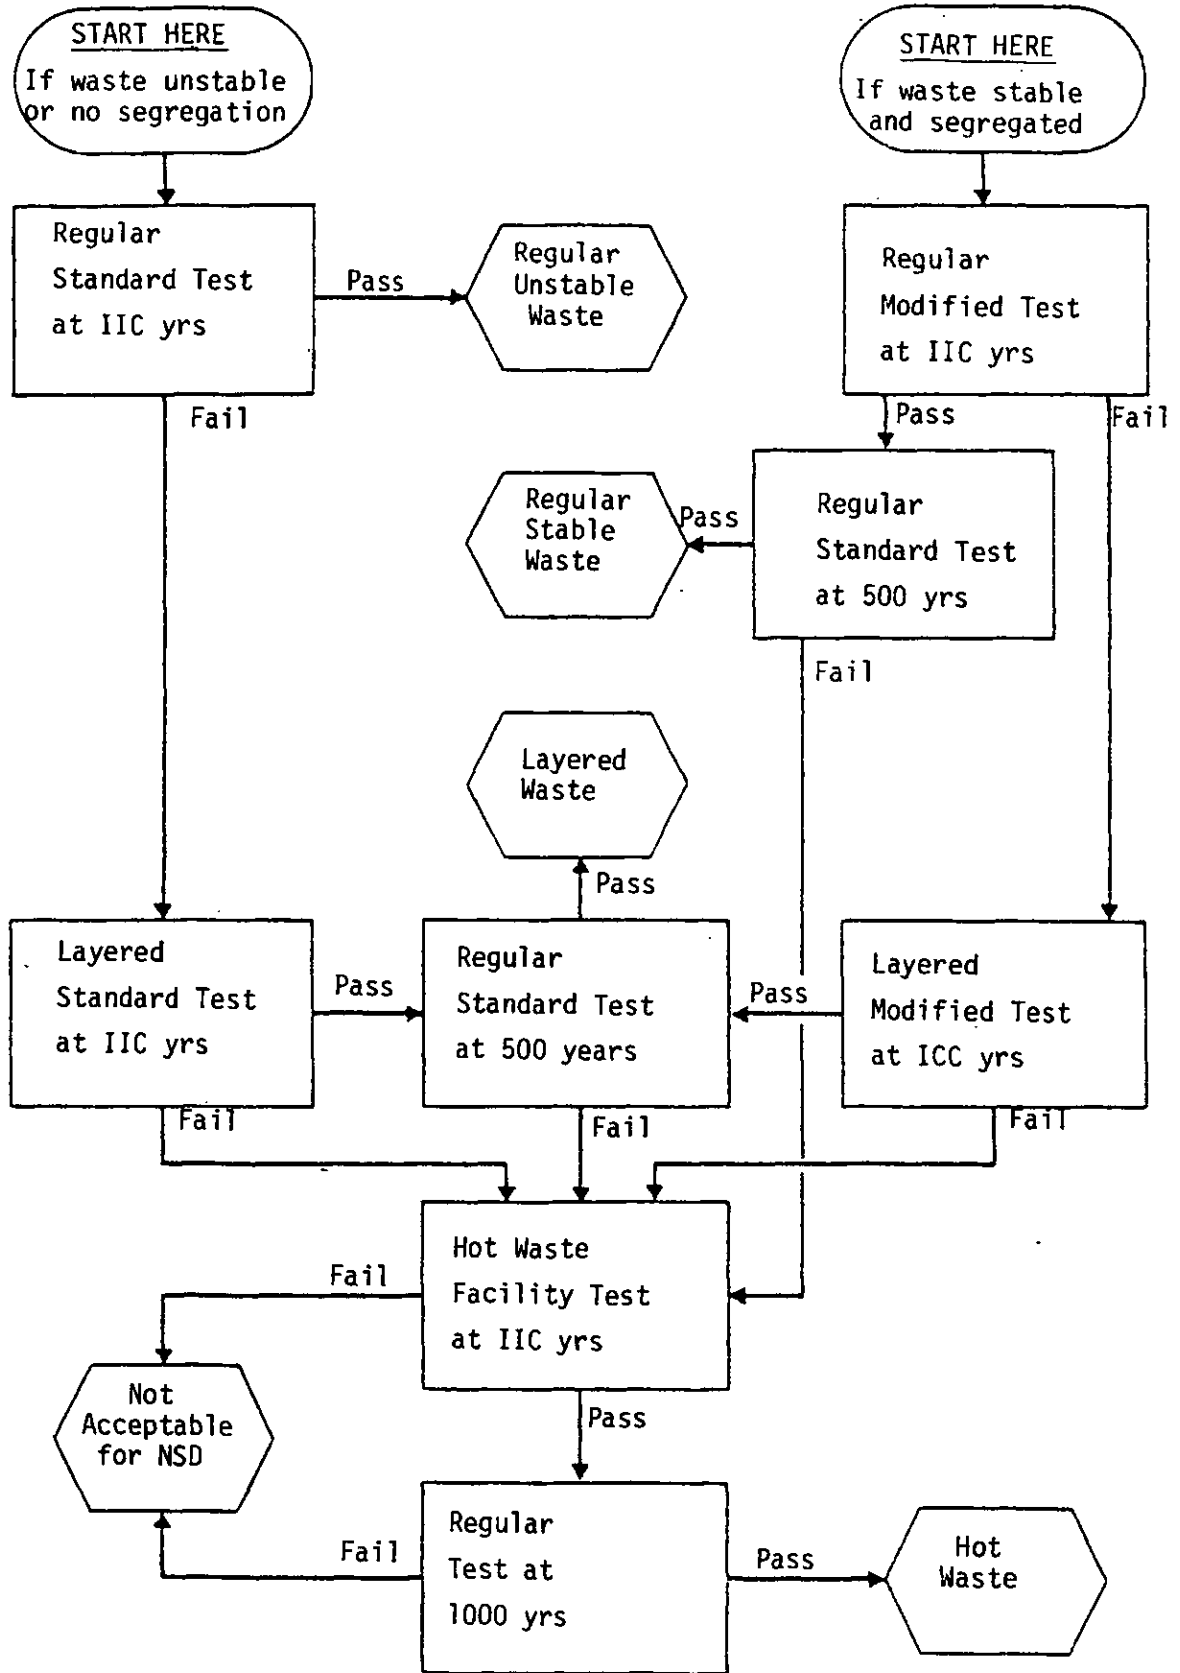 START HERE
If waste unstable
or no segregation
START HERE
If waste stable
and segregated
Regular
Standard Test
at IIC yrs
Pass
Regular
Unstable
Waste
Regular
Modified Test
at IIC yrs
Fail
Pass
Fail
Regular
Stable
Waste
Pass
Regular
Standard Test
at 500 yrs
Fail
Layered
Waste
Pass
Layered
Standard Test
at IIC yrs
Pass
Regular
Standard Test
at 500 years
Pass
Layered
Modified Test
at ICC yrs
Fail
Fail
Fail
Hot Waste
Facility Test
at IIC yrs
Fail
Not
Acceptable
for NSD
Pass
Regular
Test at
1000 yrs
Fail
Pass
Hot
Waste